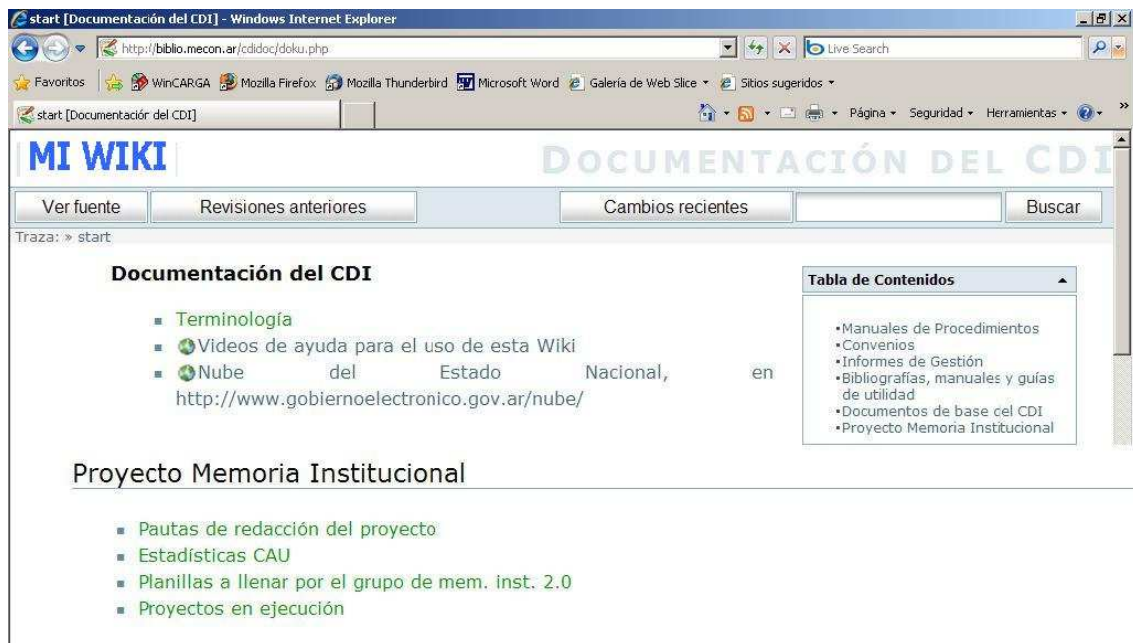 start [Documentación del CDI] - Windows Internet Explorer
http://biblio.mecon.ar/cdidoc/doku.php
Live Search
Favoritos WinCARGA Mozilla Firefox Mozilla Thunderbird Microsoft Word Galería de Web Slice Sitios sugeridos
start [Documentación del CDI] Página Seguridad Herramientas »
MI WIKI DOCUMENTACIÓN DEL CDI
Ver fuente Revisiones anteriores Cambios recientes Buscar
Traza: » start
Documentación del CDI
Terminología
Videos de ayuda para el uso de esta Wiki
Nube del Estado Nacional, en
http://www.gobiernoelectronico.gov.ar/nube/
Tabla de Contenidos
Manuales de Procedimientos
Convenios
Informes de Gestión
Bibliografías, manuales y guías
de utilidad
Documentos de base cel CDI
Proyecto Memoria Institucional
Proyecto Memoria Institucional
Pautas de redacción del proyecto
Estadísticas CAU
Planillas a llenar por el grupo de mem. inst. 2.0
Proyectos en ejecución